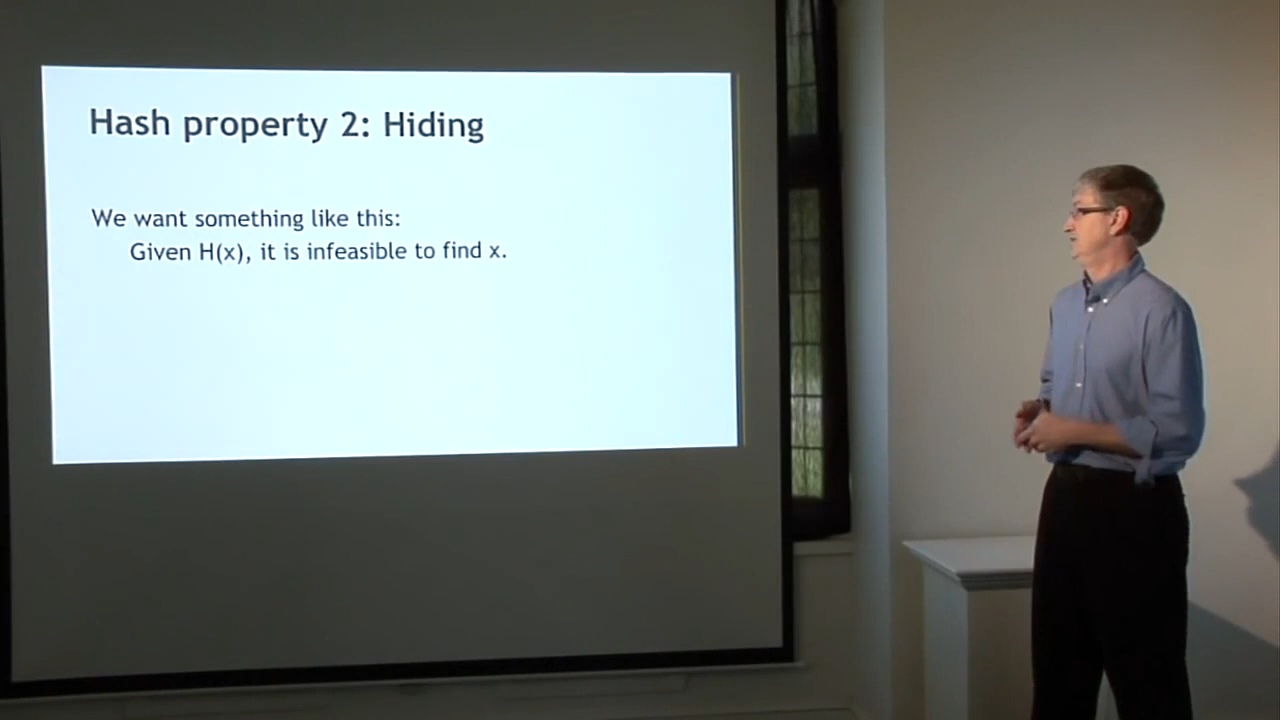 Hash property 2: Hiding
We want something like this:
Given H(x), it is infeasible to find x.